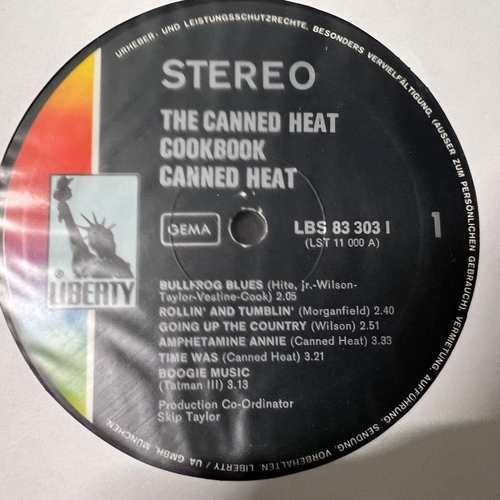 URHEBER- UND LEISTUNGSSCHUTZRECHTE, BESONDERS VERVIELFÄLTIGUNG, (AUSSER ZUM PERSÖNLICHEN GEBRAUCH), VERMIETUNG, AUFFÜHRUNG, SENDUNG, VORBEHALTEN. LIBERTY / UA GMBH, MÜNCHEN.
STEREO
THE CANNED HEAT
COOKBOOK
CANNED HEAT
GEMA
LBS 83 303 I
1
(LST 11 000 A)
® LIBERTY
BULLFROG BLUES (Hite, jr.-Wilson-
Taylor-Vestine-Cook) 2.05
ROLLIN' AND TUMBLIN' (Morganfield) 2.40
GOING UP THE COUNTRY (Wilson) 2.51
AMPHETAMINE ANNIE (Canned Heat) 3.33
TIME WAS (Canned Heat) 3.21
BOOGIE MUSIC
(Tatman III) 3.13
Production Co-Ordinator
Skip Taylor